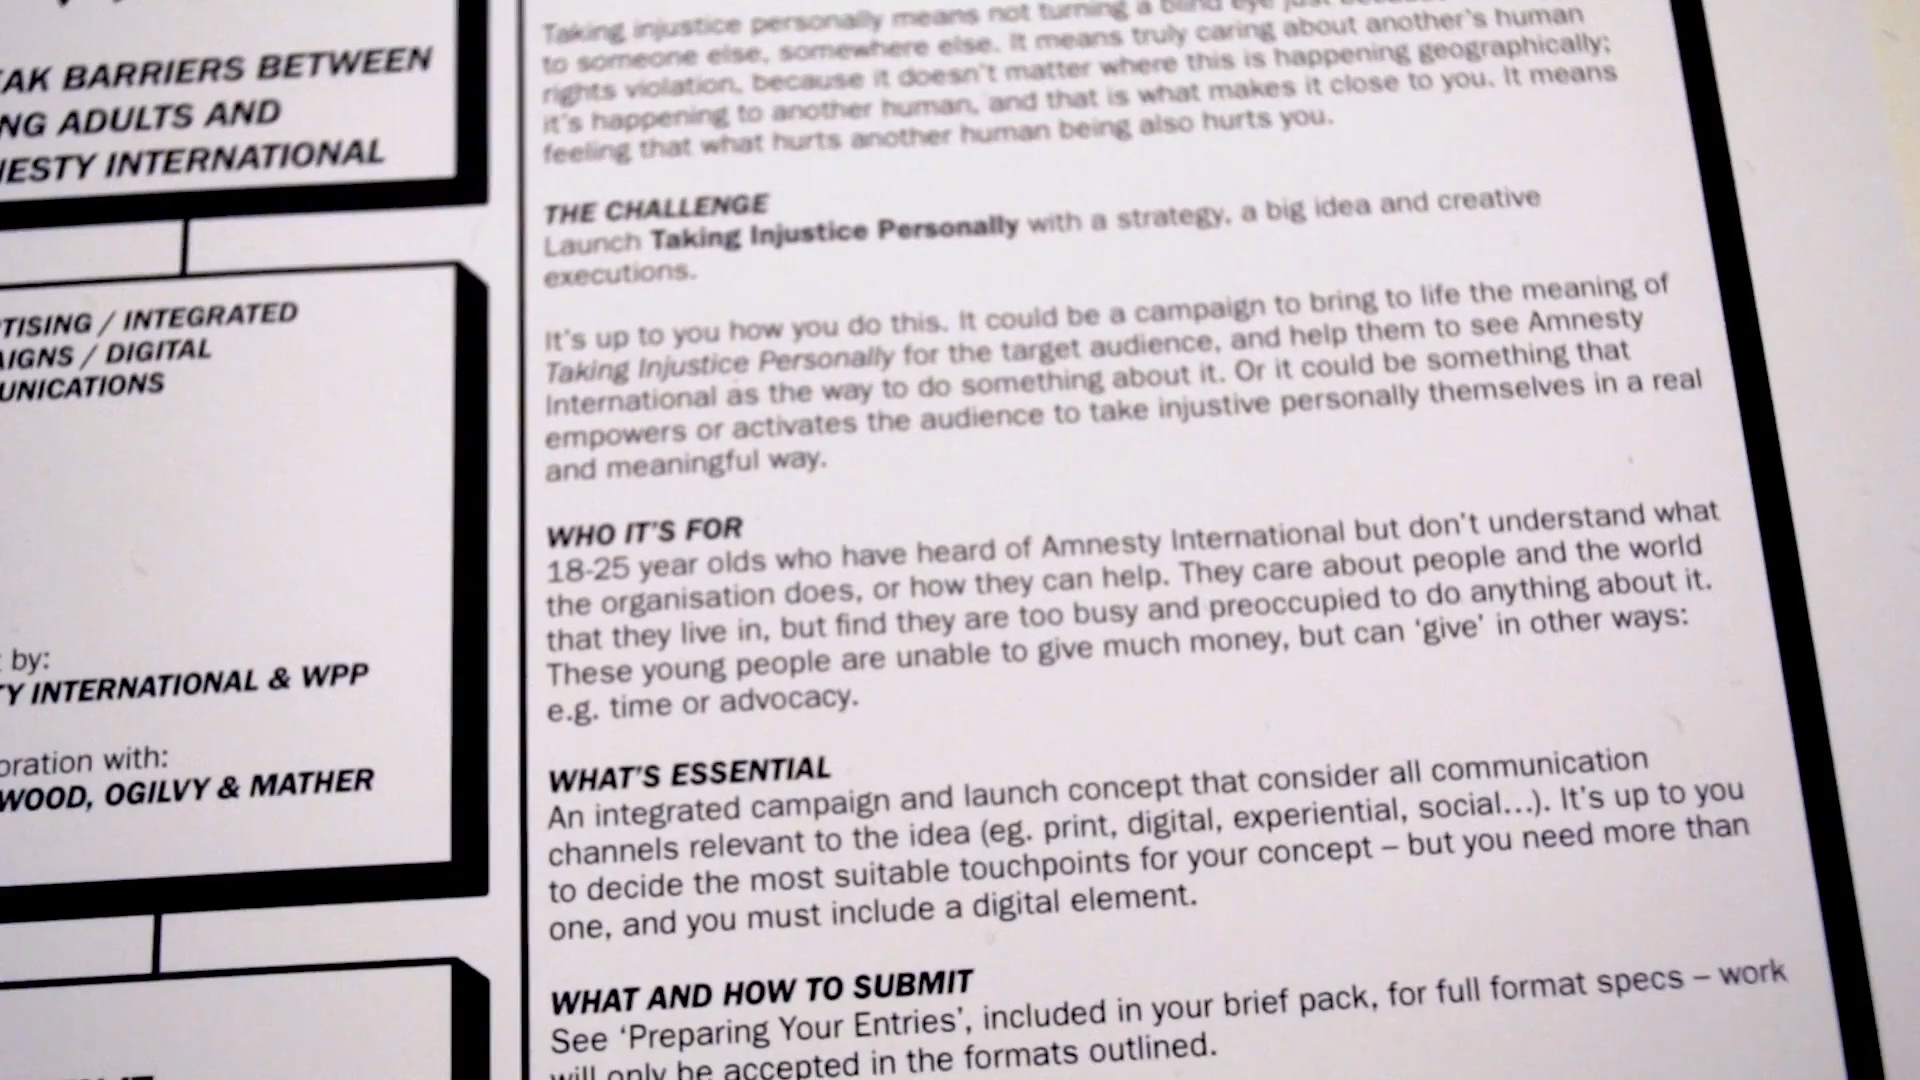 AK BARRIERS BETWEEN
NG ADULTS AND
ESTY INTERNATIONAL
TISING / INTEGRATED
AIGNS / DIGITAL
UNICATIONS
by:
TY INTERNATIONAL & WPP
oration with:
WOOD, OGILVY & MATHER
Taking injustice personally means not turning a blind eye just
to someone else, somewhere else. It means truly caring about another's human
rights violation, because it doesn't matter where this is happening geographically;
it's happening to another human, and that is what makes it close to you. It means
feeling that what hurts another human being also hurts you.
THE CHALLENGE
Launch Taking Injustice Personally with a strategy, a big idea and creative
executions.
It's up to you how you do this. It could be a campaign to bring to life the meaning of
Taking Injustice Personally for the target audience, and help them to see Amnesty
International as the way to do something about it. Or it could be something that
empowers or activates the audience to take injustive personally themselves in a real
and meaningful way.
WHO IT'S FOR
18-25 year olds who have heard of Amnesty International but don't understand what
the organisation does, or how they can help. They care about people and the world
that they live in, but find they are too busy and preoccupied to do anything about it.
These young people are unable to give much money, but can 'give' in other ways:
e.g. time or advocacy.
WHAT'S ESSENTIAL
An integrated campaign and launch concept that consider all communication
channels relevant to the idea (eg. print, digital, experiential, social...). It's up to you
to decide the most suitable touchpoints for your concept – but you need more than
one, and you must include a digital element.
WHAT AND HOW TO SUBMIT
See 'Preparing Your Entries', included in your brief pack, for full format specs – work
will only be accepted in the formats outlined.